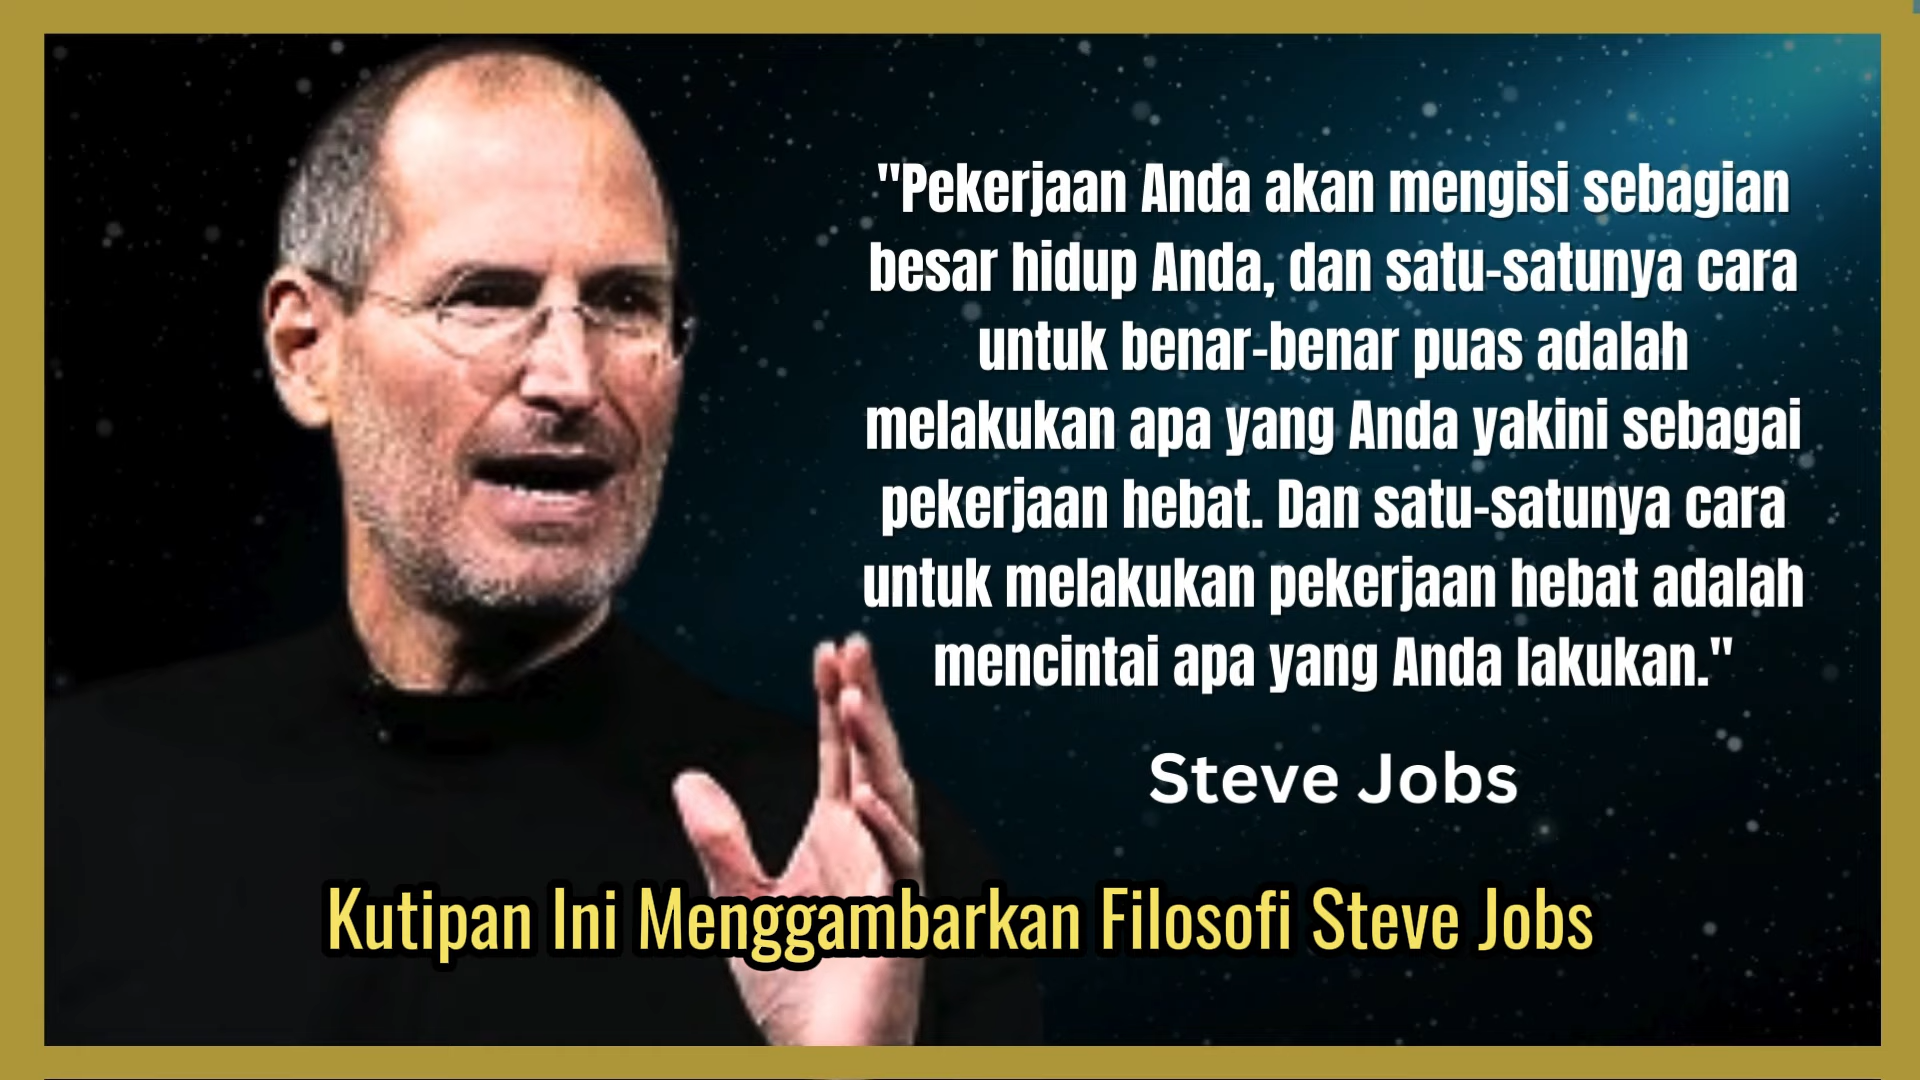 "Pekerjaan Anda akan mengisi sebagian
besar hidup Anda, dan satu-satunya cara
untuk benar-benar puas adalah
melakukan apa yang Anda yakini sebagai
pekerjaan hebat. Dan satu-satunya cara
untuk melakukan pekerjaan hebat adalah
mencintai apa yang Anda lakukan."
Steve Jobs
Kutipan Ini Menggambarkan Filosofi Steve Jobs